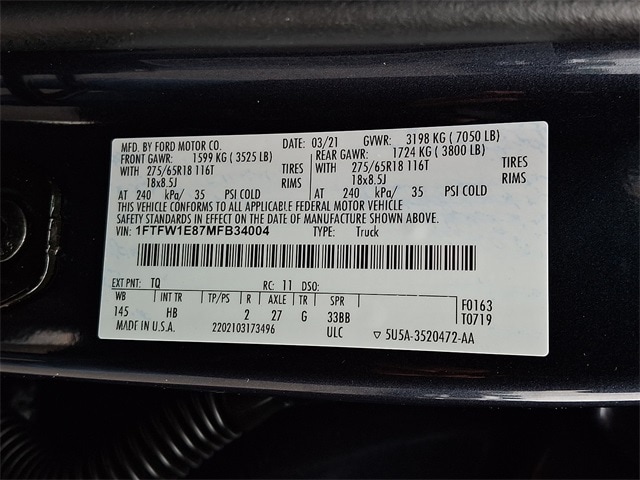 MFD. BY FORD MOTOR CO. DATE: 03/21 GVWR: 3198 KG ( 7050 LB)
FRONT GAWR: 1599 KG ( 3525 LB) REAR GAWR: 1724 KG ( 3800 LB)
WITH 275/65R18 116T TIRES WITH 275/65R18 116T TIRES
18x8.5J RIMS 18x8.5J RIMS
AT 240 kPa/ 35 PSI COLD AT 240 kPa/ 35 PSI COLD
THIS VEHICLE CONFORMS TO ALL APPLICABLE FEDERAL MOTOR VEHICLE
SAFETY STANDARDS IN EFFECT ON THE DATE OF MANUFACTURE SHOWN ABOVE.
VIN: 1FTFW1E87MFB34004 TYPE: Truck
EXT PNT: TQ RC: 11 DSO:
WB INT TR TP/PS R AXLE TR SPR F0163
145 HB 2 27 G 33BB T0719
MADE IN U.S.A. 2202103173496 ULC ▽ 5U5A-3520472-AA